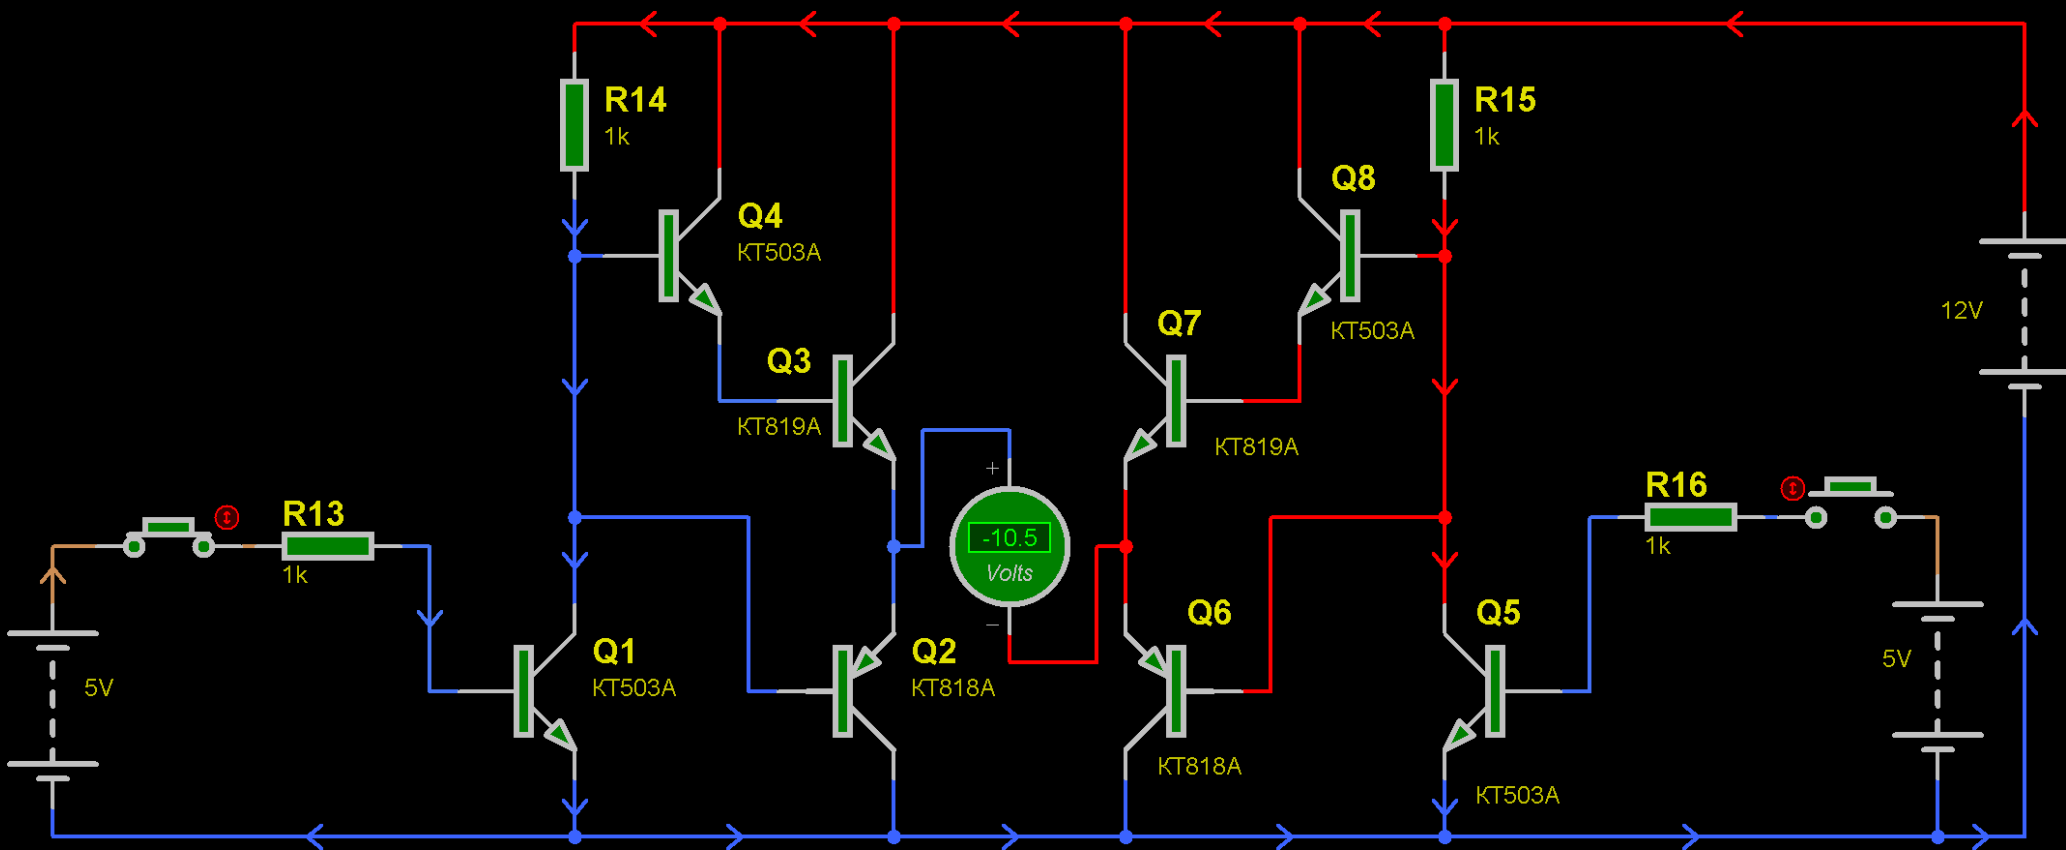 R14
1k
R15
1k
Q8
KT503A
Q4
KT503A
Q7
KT819A
Q3
KT819A
12V
+
-10.5
Volts
−
R13
1k
R16
1k
5V
Q1
KT503A
Q2
KT818A
Q6
KT818A
Q5
KT503A
5V